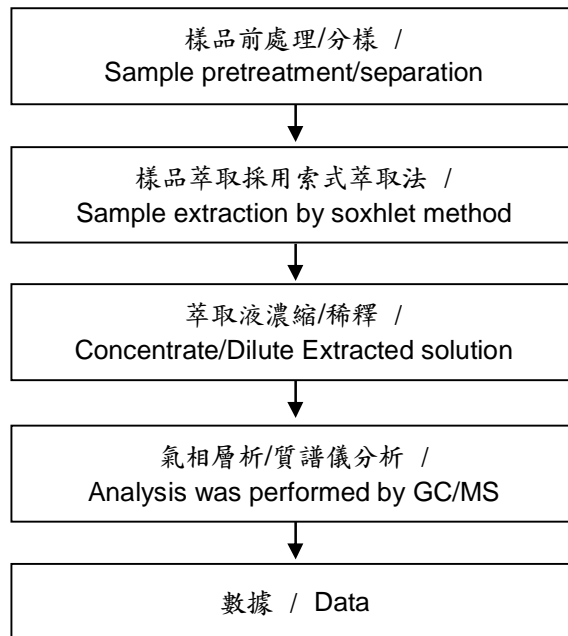 樣品前處理/分樣 /
Sample pretreatment/separation
樣品萃取採用索式萃取法 /
Sample extraction by soxhlet method
萃取液濃縮/稀釋 /
Concentrate/Dilute Extracted solution
氣相層析/質譜儀分析 /
Analysis was performed by GC/MS
數據 / Data